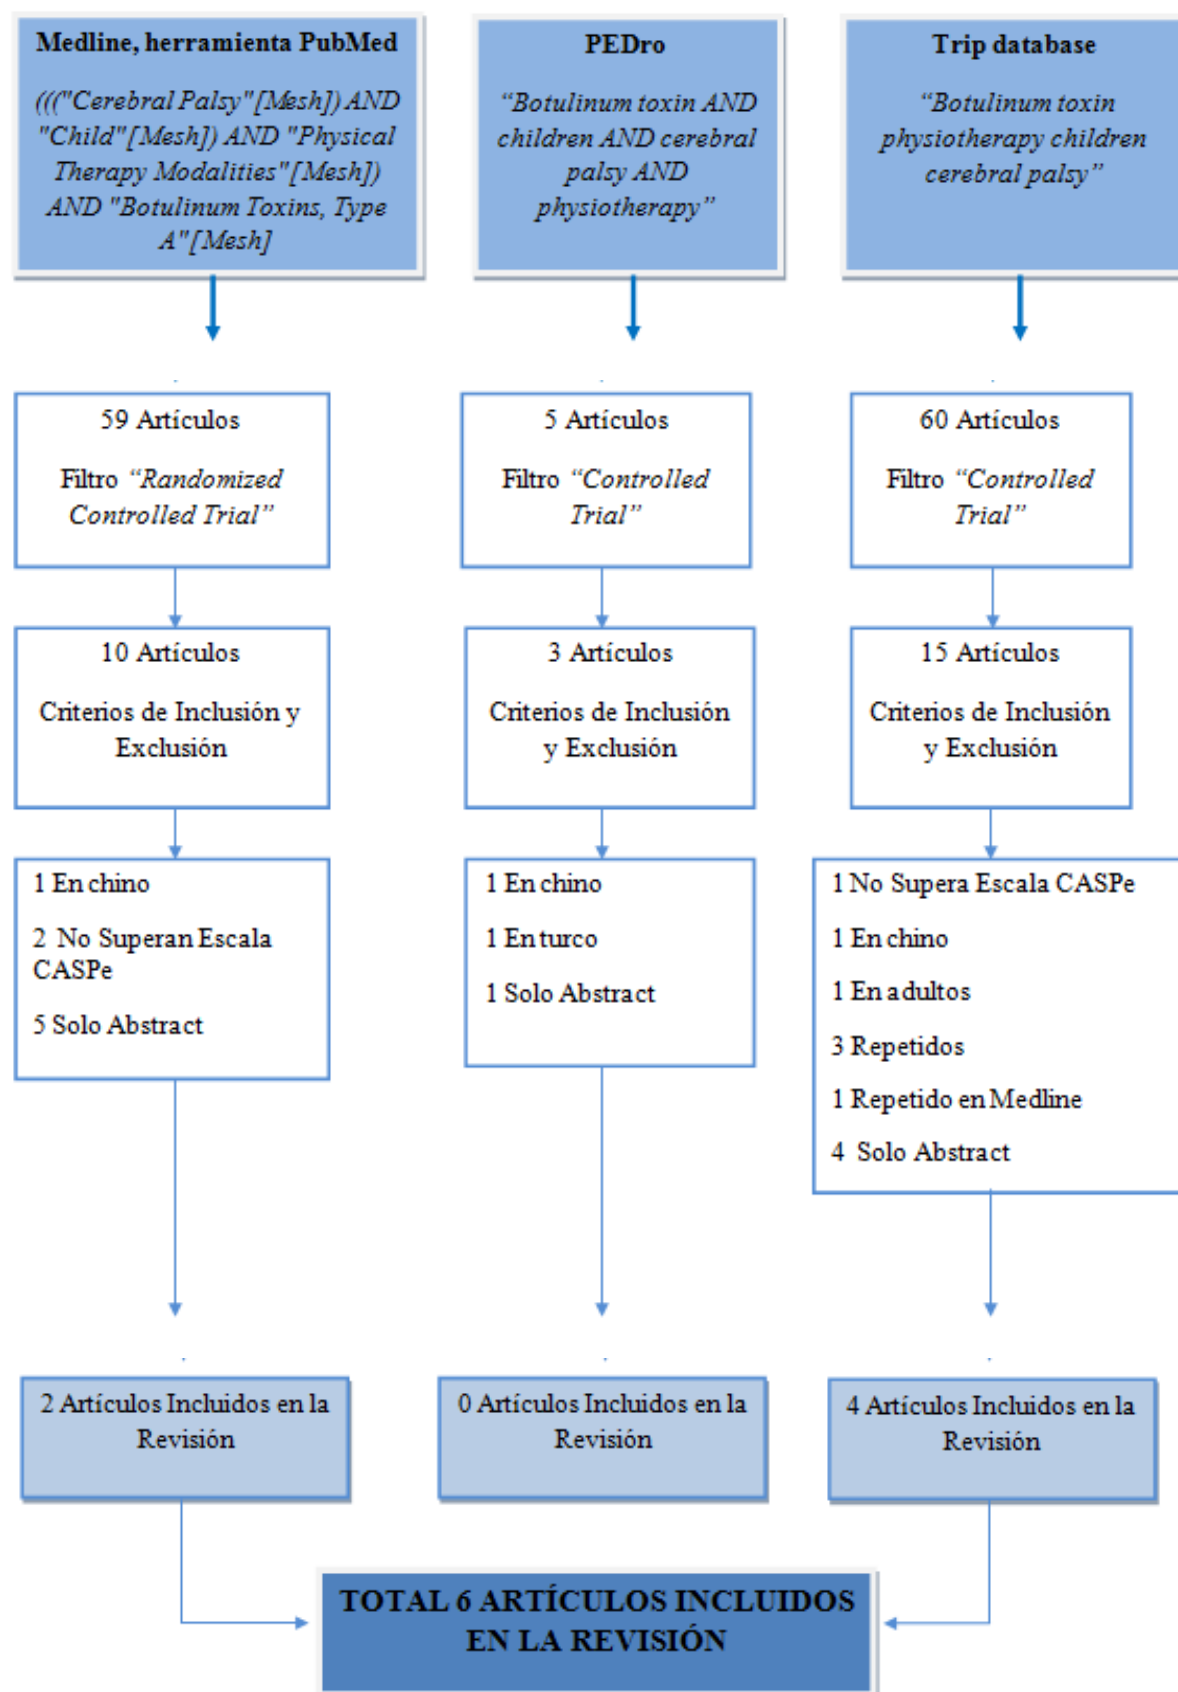 Medline, herramienta PubMed
((("Cerebral Palsy"[Mesh]) AND
"Child"[Mesh]) AND "Physical
Therapy Modalities"[Mesh])
AND "Botulinum Toxins, Type
A"[Mesh]
PEDro
“Botulinum toxin AND
children AND cerebral
palsy AND
physiotherapy”
Trip database
“Botulinum toxin
physiotherapy children
cerebral palsy”
59 Artículos
Filtro “Randomized
Controlled Trial”
5 Artículos
Filtro “Controlled
Trial”
60 Artículos
Filtro “Controlled
Trial”
10 Artículos
Criterios de Inclusión y
Exclusión
3 Artículos
Criterios de Inclusión
y Exclusión
15 Artículos
Criterios de Inclusión
y Exclusión
1 En chino
2 No Superan Escala
CASPe
5 Solo Abstract
1 En chino
1 En turco
1 Solo Abstract
1 No Supera Escala CASPe
1 En chino
1 En adultos
3 Repetidos
1 Repetido en Medline
4 Solo Abstract
2 Artículos Incluidos en la
Revisión
0 Artículos Incluidos en la
Revisión
4 Artículos Incluidos en la
Revisión
TOTAL 6 ARTÍCULOS INCLUIDOS
EN LA REVISIÓN